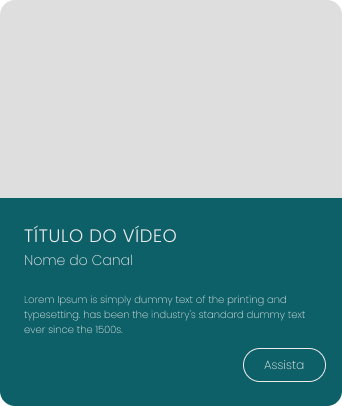 TÍTULO DO VÍDEO
Nome do Canal
Lorem Ipsum is simply dummy text of the printing and
typesetting. has been the industry's standard dummy text
ever since the 1500s.
Assista